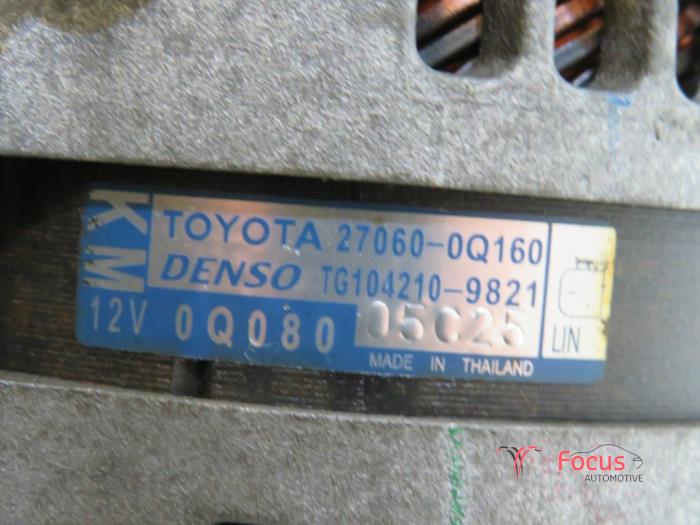 KM
TOYOTA 27060-0Q160
DENSO TG104210-9821
12V 0Q080 05C25
LIN
MADE IN THAILAND
Focus
AUTOMOTIVE